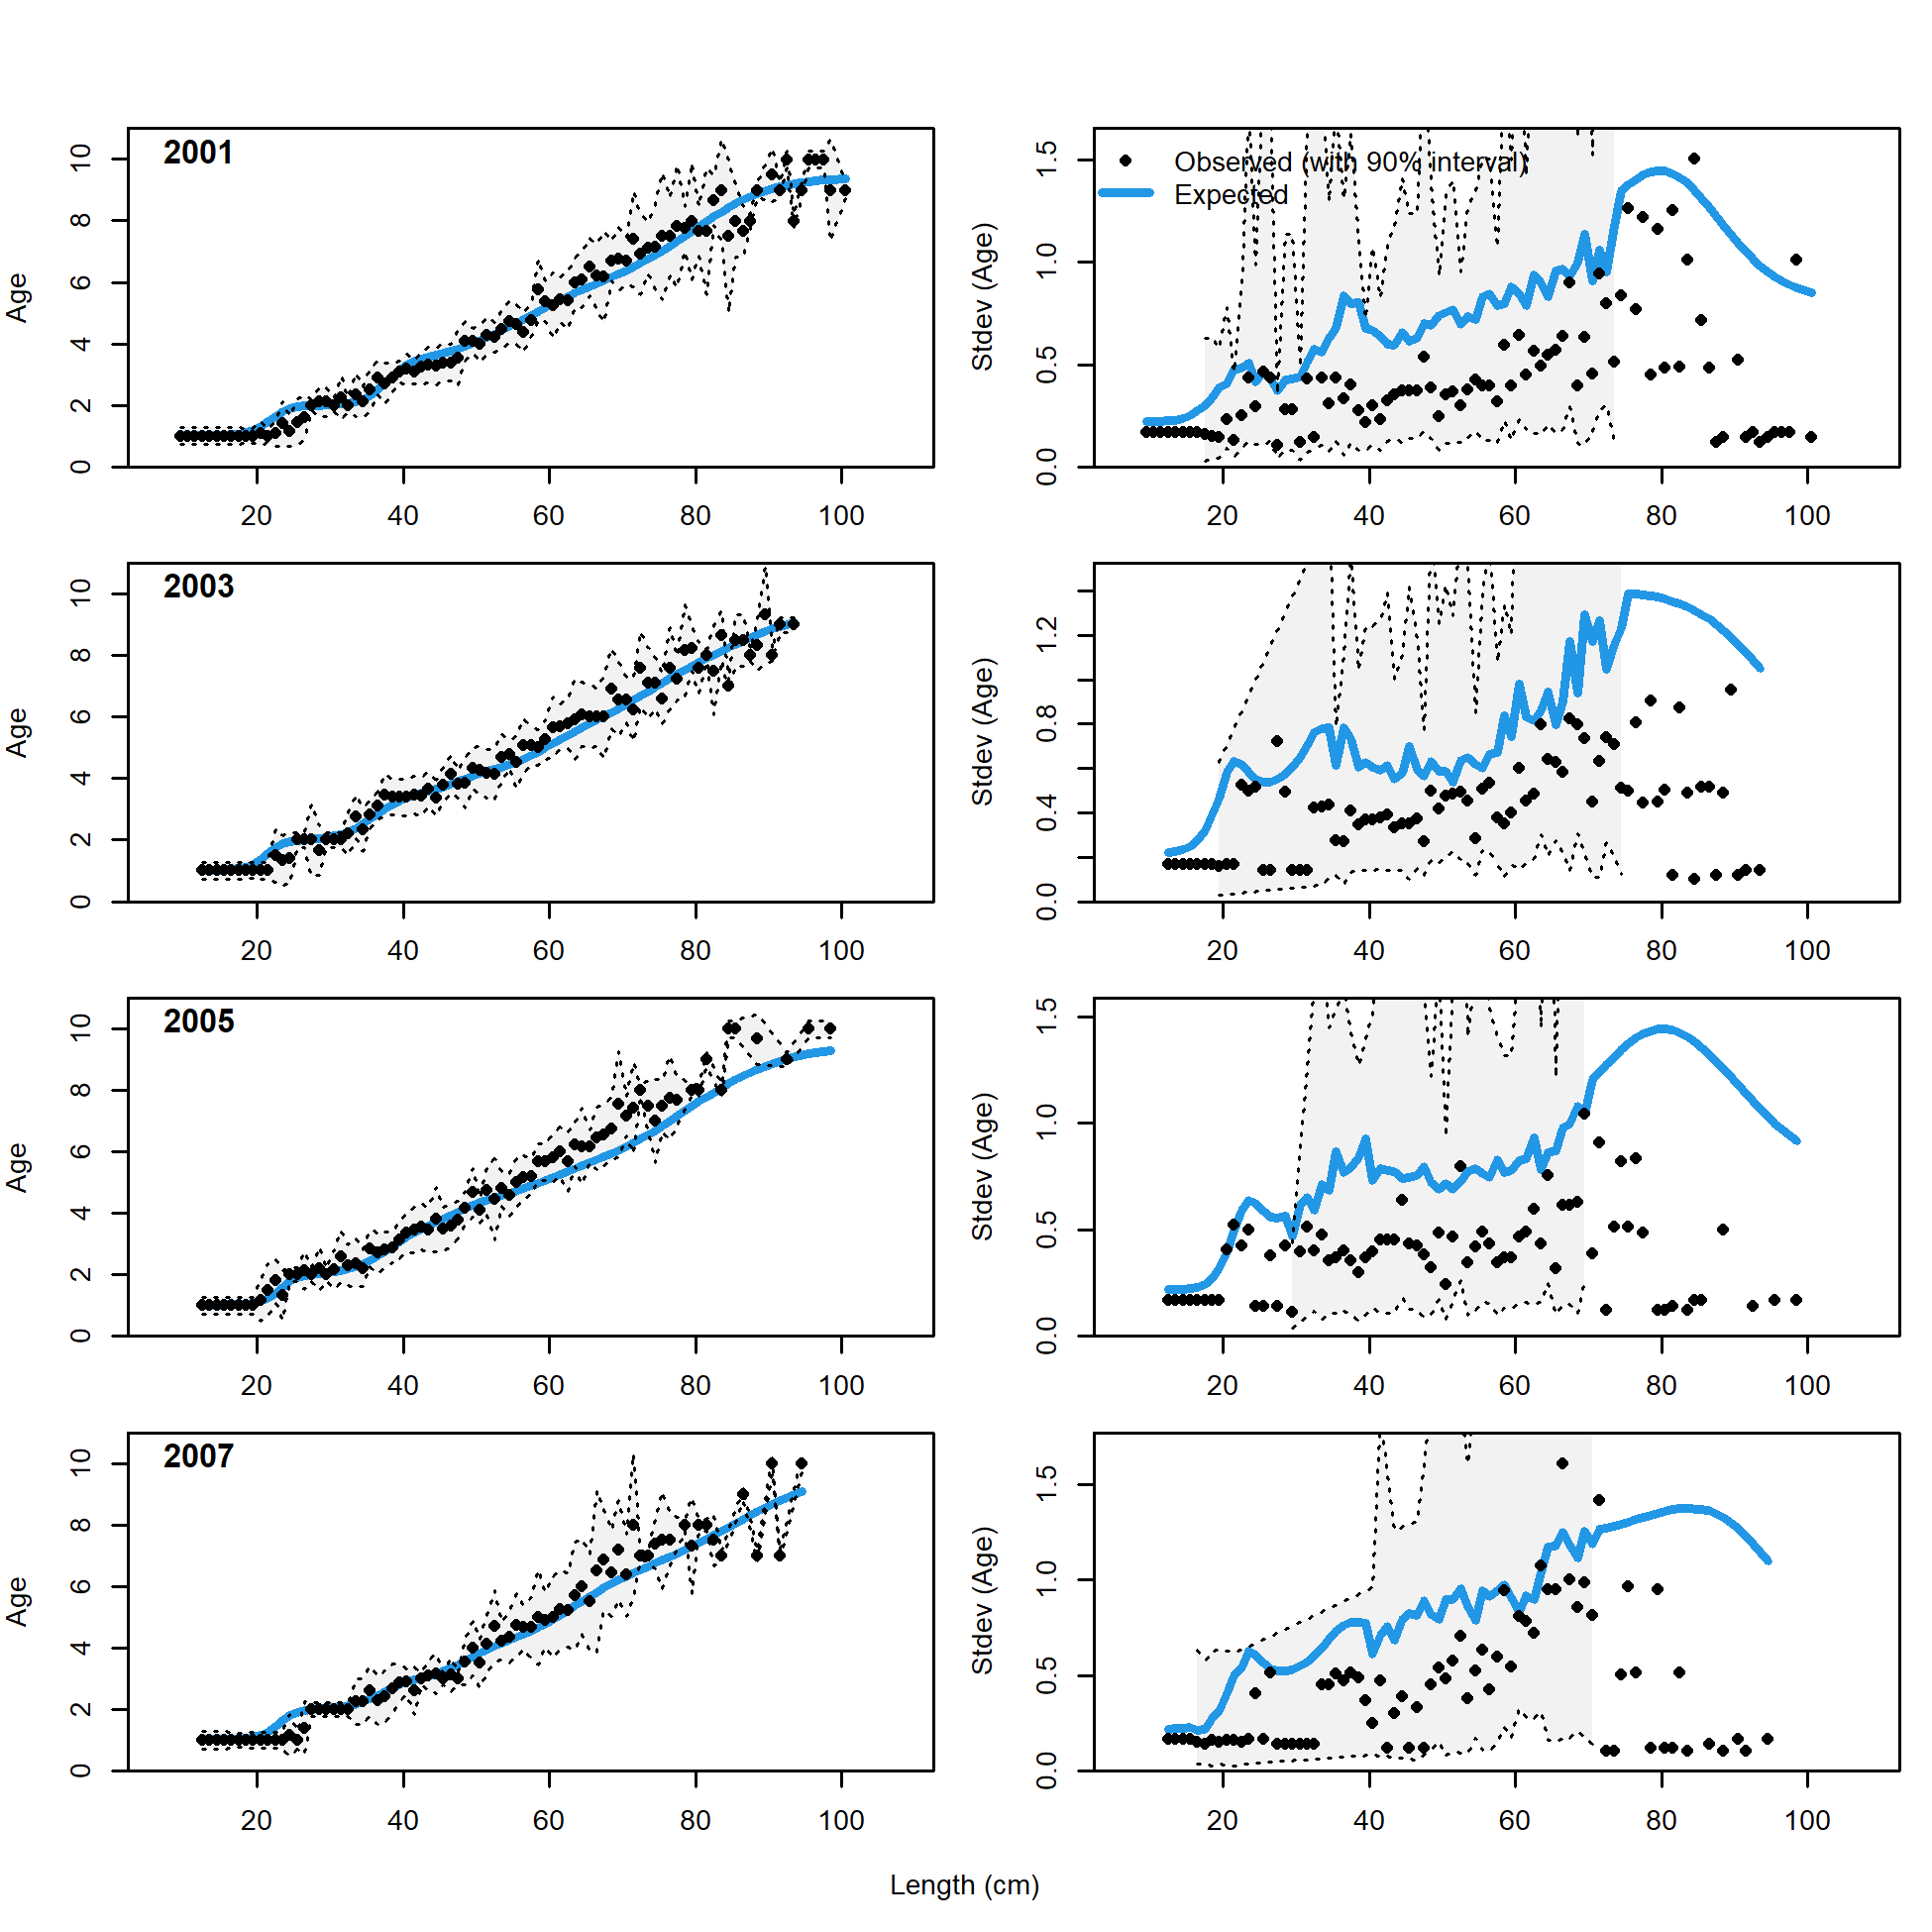 2001
Age
0 2 4 6 8 10
20 40 60 80 100
Observed (with 90% interval)
Expected
Stdev (Age)
0.0 0.5 1.0 1.5
20 40 60 80 100
2003
Age
0 2 4 6 8 10
20 40 60 80 100
Stdev (Age)
0.0 0.4 0.8 1.2
20 40 60 80 100
2005
Age
0 2 4 6 8 10
20 40 60 80 100
Stdev (Age)
0.0 0.5 1.0 1.5
20 40 60 80 100
2007
Age
0 2 4 6 8 10
20 40 60 80 100
Stdev (Age)
0.0 0.5 1.0 1.5
20 40 60 80 100
Length (cm)